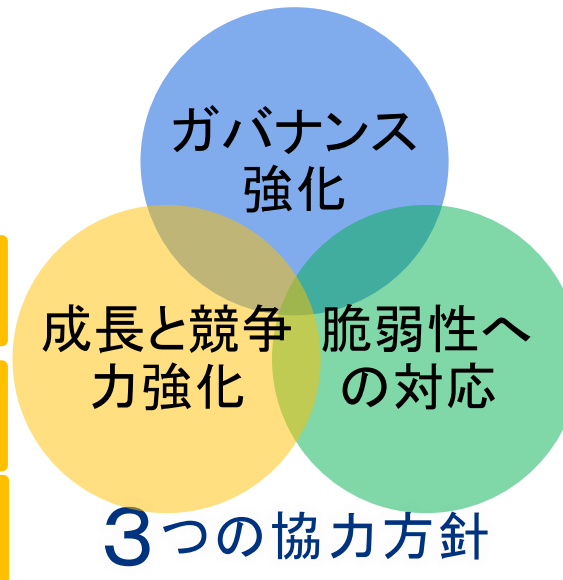 ガバナンス
強化
成長と競争
力強化
脆弱性へ
の対応
３つの協力方針